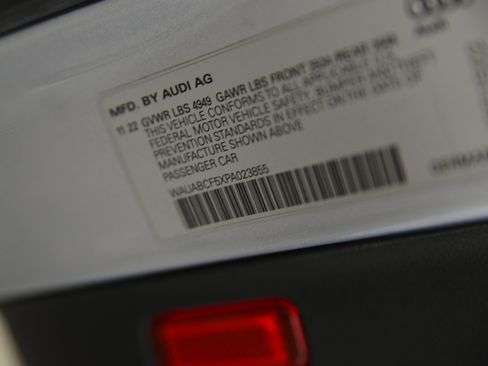 Audi
MFD. BY AUDI AG
11 22 GVWR LBS 4949 GAWR LBS FRONT REAR
THIS VEHICLE CONFORMS TO ALL APPLICABLE U.S.
FEDERAL MOTOR VEHICLE SAFETY, BUMPER AND THEFT
PREVENTION STANDARDS IN EFFECT ON THE DATE OF
MANUFACTURE SHOWN ABOVE.
PASSENGER CAR
WAUABCF5XPA023855
GERMAN